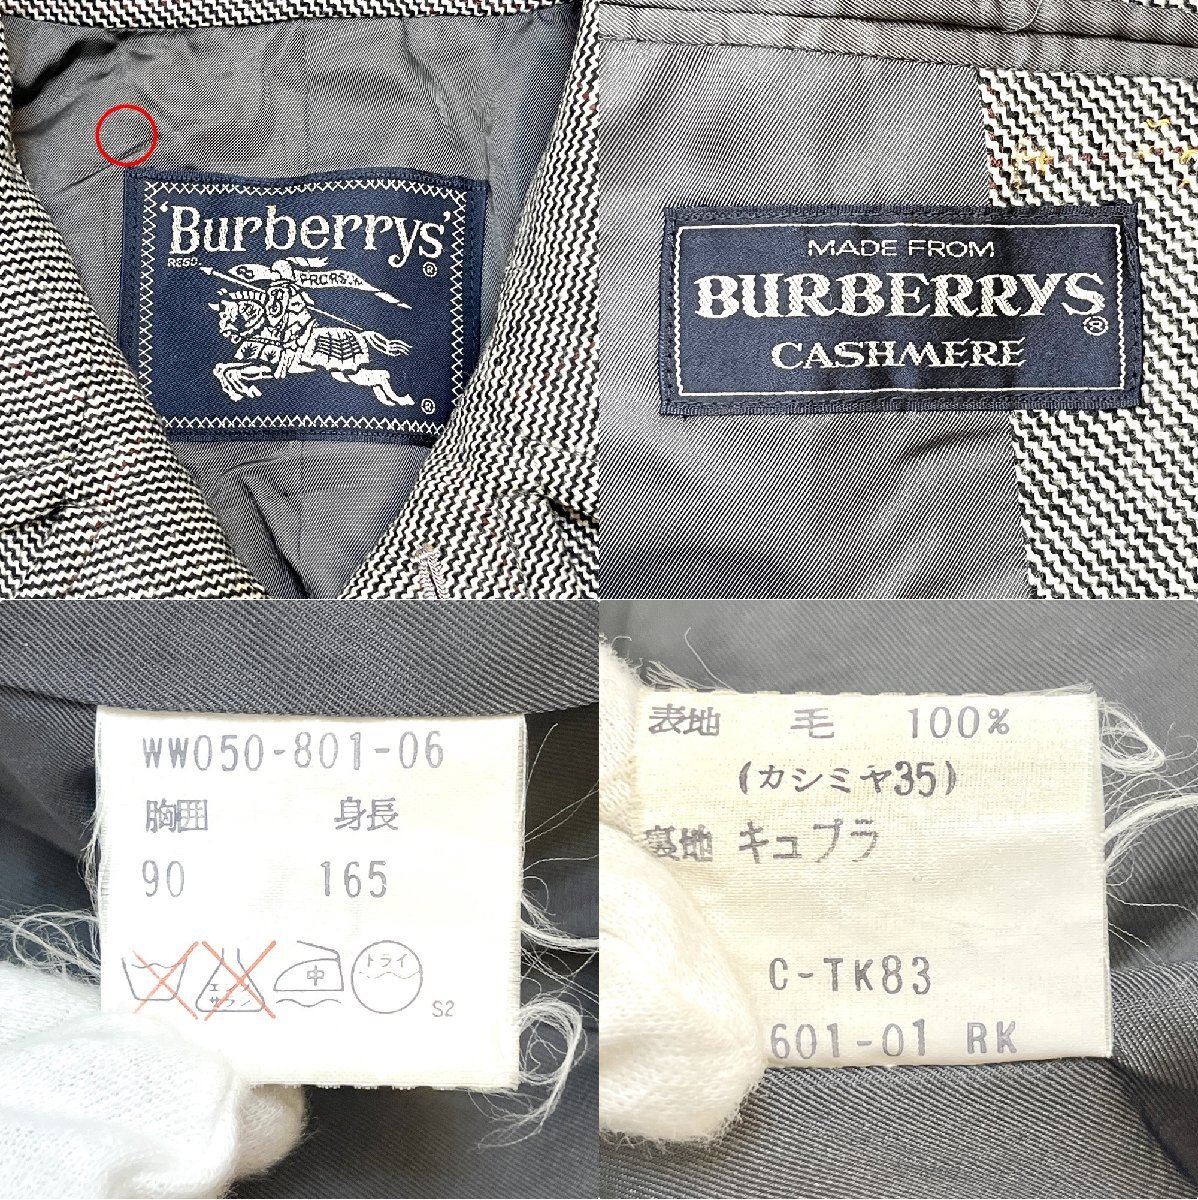 'Burberrys'
REGD.
PRORSUM
®
®
MADE FROM
BURBERRYS
®
CASHMERE
WW050-801-06
胸囲 身長
90 165
中 トライ
S2
表地 毛 100%
(カシミヤ35)
裏地 キュプラ
C-TK83
601-01 RK